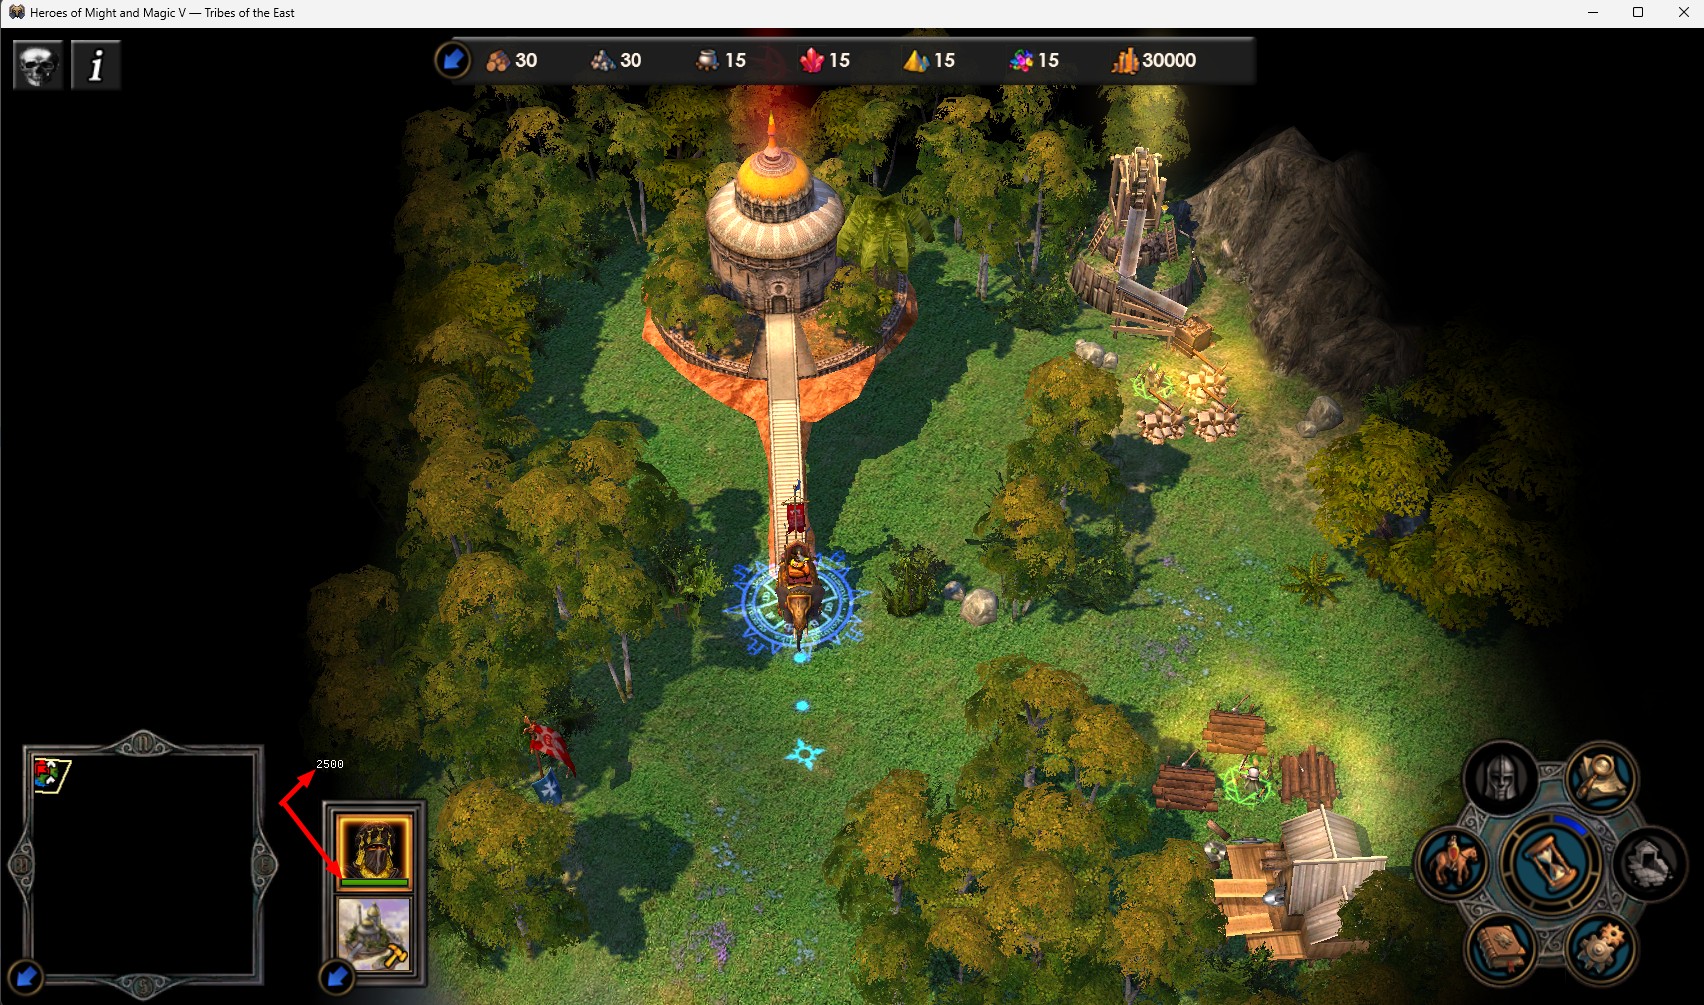 Heroes of Might and Magic V — Tribes of the East
i
30 30 15 15 15 15 30000
2500